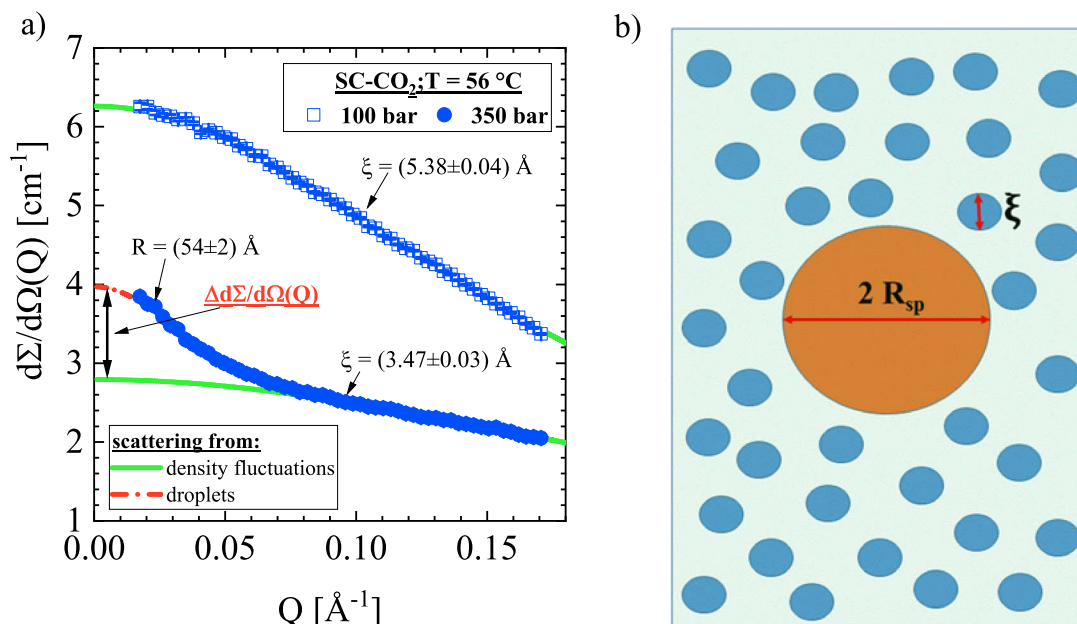 a)
7
6
5
4
3
2
1
dΣ/dΩ(Q) [cm⁻¹]
SC-CO₂;T = 56 °C
100 bar
350 bar
ξ = (5.38±0.04) Å
R = (54±2) Å
ΔdΣ/dΩ(Q)
ξ = (3.47±0.03) Å
scattering from:
density fluctuations
droplets
0.00 0.05 0.10 0.15
Q [Å⁻¹]
b)
ξ
2 Rsp